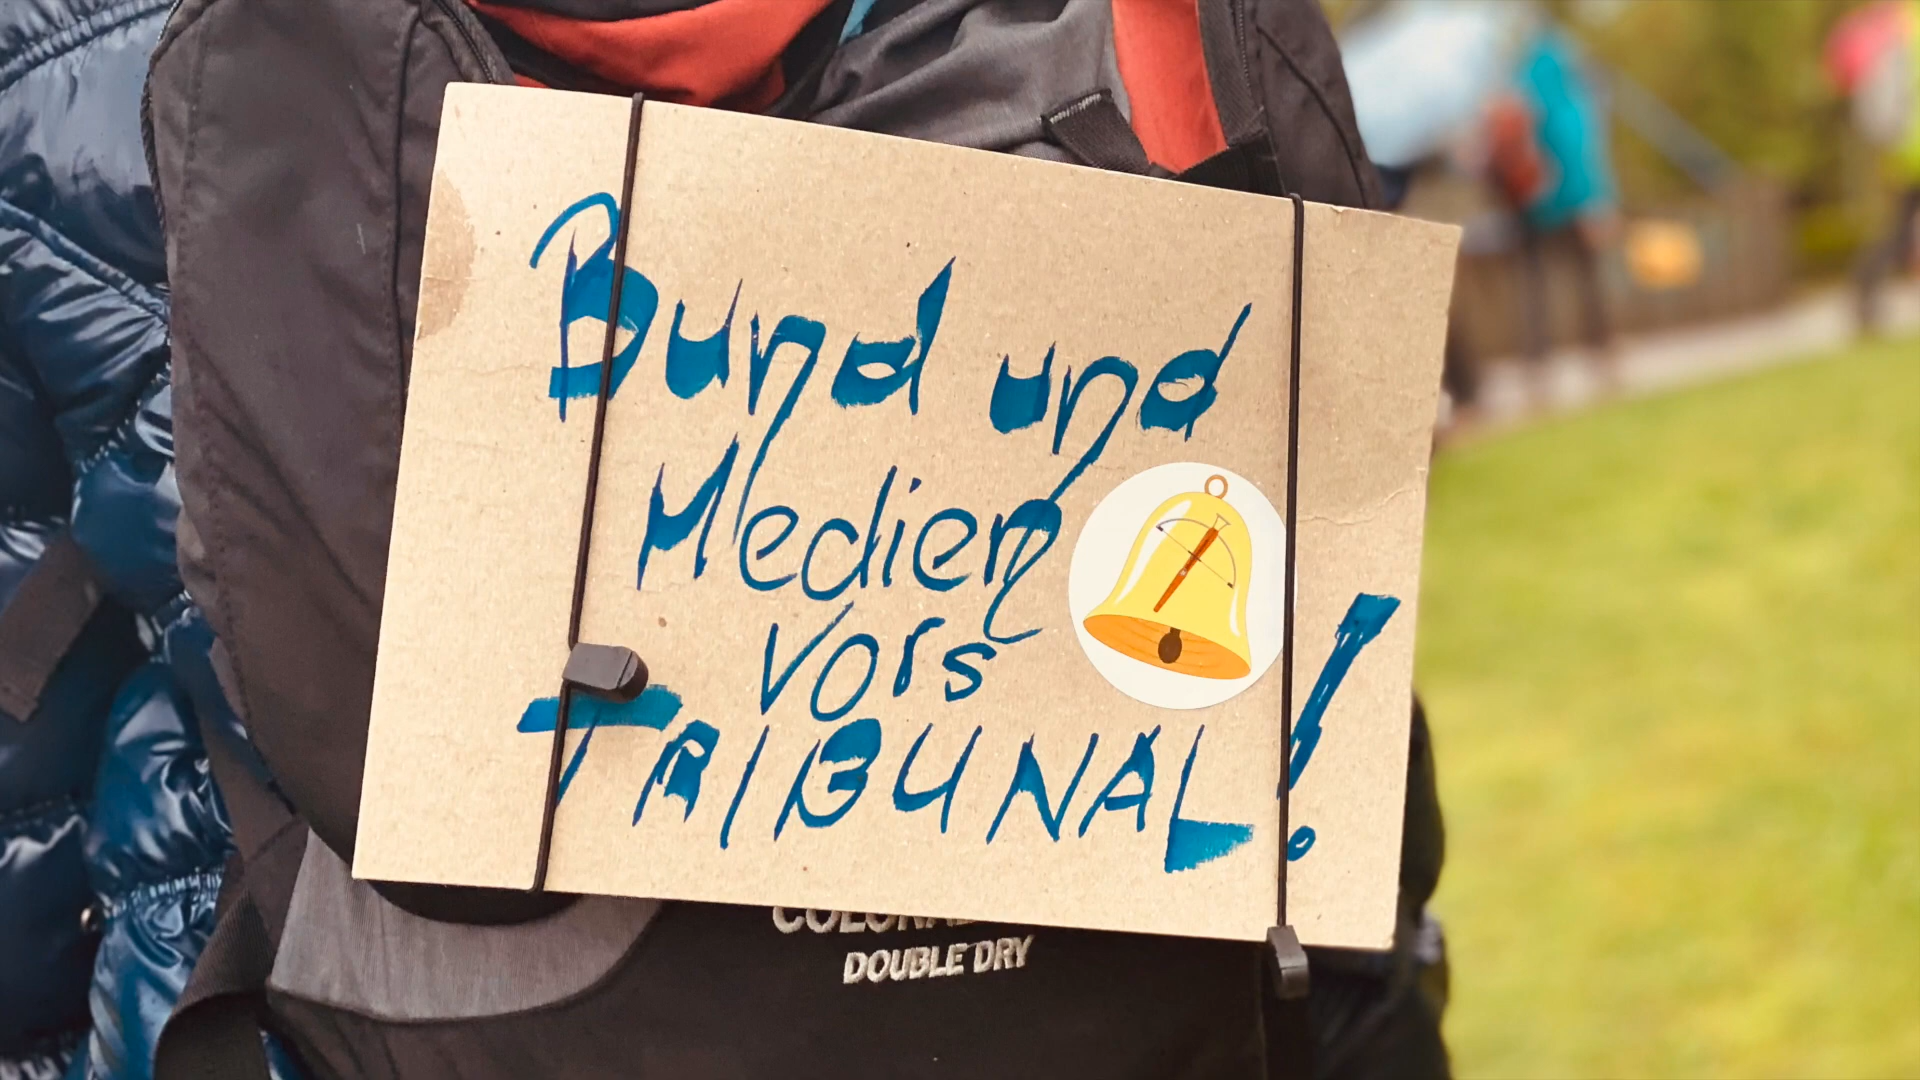 Bund und
Medien
vors
TRIBUNAL!
DOUBLE DRY